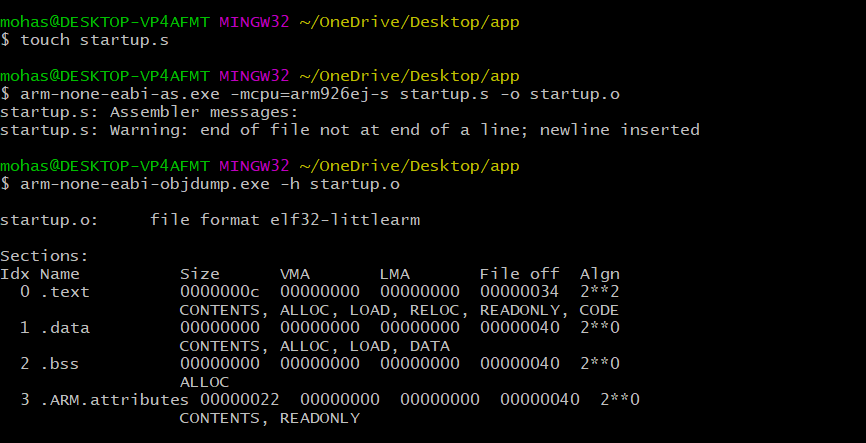 mohas@DESKTOP-VP4AFMT MINGW32 ~/OneDrive/Desktop/app
$ touch startup.s
mohas@DESKTOP-VP4AFMT MINGW32 ~/OneDrive/Desktop/app
$ arm-none-eabi-as.exe -mcpu=arm926ej-s startup.s -o startup.o
startup.s: Assembler messages:
startup.s: Warning: end of file not at end of a line; newline inserted
mohas@DESKTOP-VP4AFMT MINGW32 ~/OneDrive/Desktop/app
$ arm-none-eabi-objdump.exe -h startup.o
startup.o:     file format elf32-littlearm
Sections:
Idx Name          Size      VMA       LMA       File off  Algn
  0 .text         0000000c  00000000  00000000  00000034  2**2
                  CONTENTS, ALLOC, LOAD, RELOC, READONLY, CODE
  1 .data         00000000  00000000  00000000  00000040  2**0
                  CONTENTS, ALLOC, LOAD, DATA
  2 .bss          00000000  00000000  00000000  00000040  2**0
                  ALLOC
  3 .ARM.attributes 00000022  00000000  00000000  00000040  2**0
                  CONTENTS, READONLY